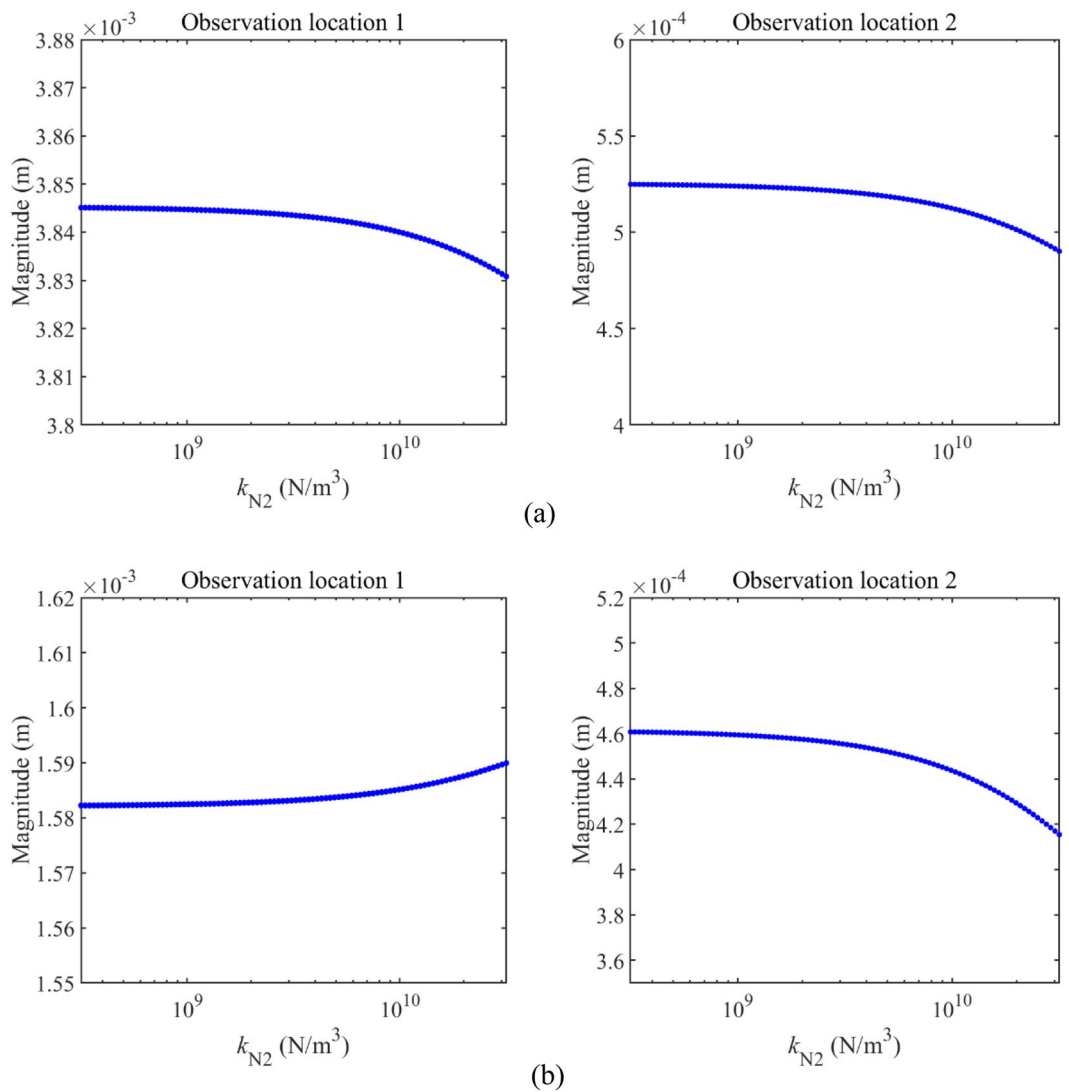 ×10⁻³ Observation location 1
3.88
3.87
3.86
3.85
3.84
3.83
3.82
3.81
3.8
Magnitude (m)
10⁹ 10¹⁰
k_N2 (N/m³)
×10⁻⁴ Observation location 2
6
5.5
5
4.5
4
Magnitude (m)
10⁹ 10¹⁰
k_N2 (N/m³)
(a)
×10⁻³ Observation location 1
1.62
1.61
1.6
1.59
1.58
1.57
1.56
1.55
Magnitude (m)
10⁹ 10¹⁰
k_N2 (N/m³)
×10⁻⁴ Observation location 2
5.2
5
4.8
4.6
4.4
4.2
4
3.8
3.6
Magnitude (m)
10⁹ 10¹⁰
k_N2 (N/m³)
(b)